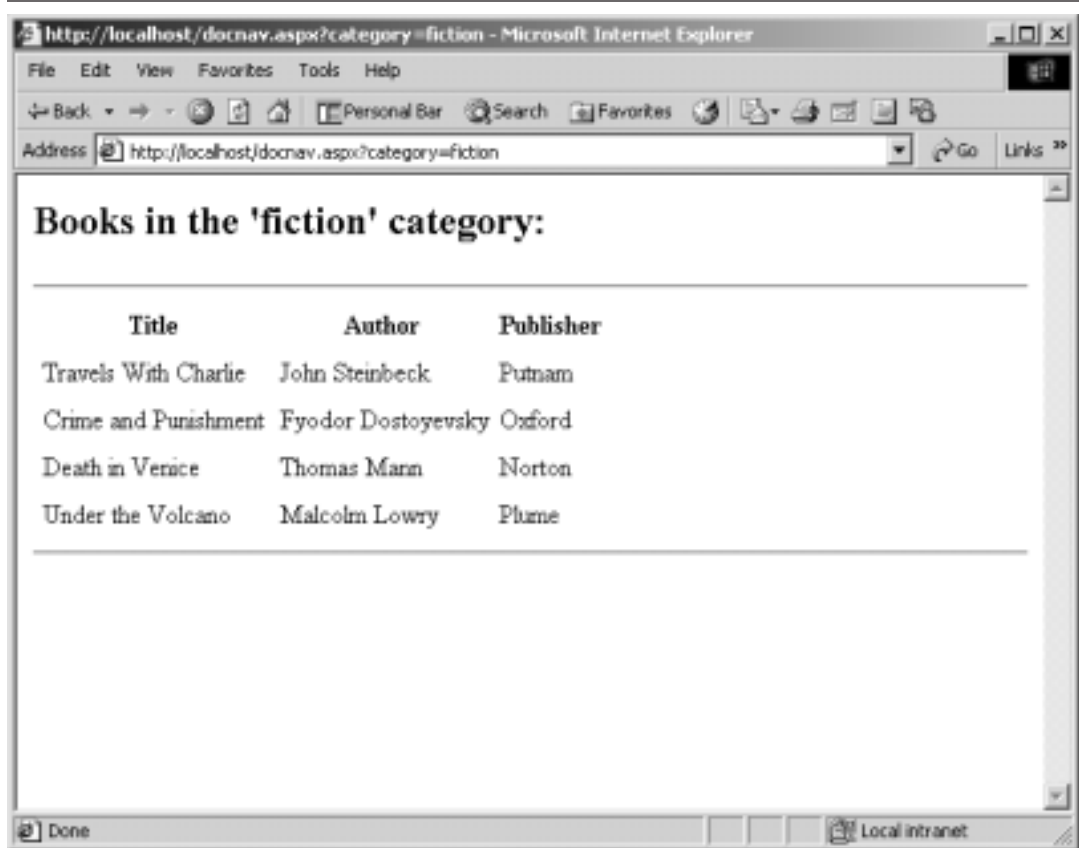 http://localhost/docnav.aspx?category=fiction - Microsoft Internet Explorer
File Edit View Favorites Tools Help
Back Personal Bar Search Favorites
Address http://localhost/docnav.aspx?category=fiction Go Links »
Books in the 'fiction' category:
Title Author Publisher
Travels With Charlie John Steinbeck Putnam
Crime and Punishment Fyodor Dostoyevsky Oxford
Death in Venice Thomas Mann Norton
Under the Volcano Malcolm Lowry Plume
Done Local intranet